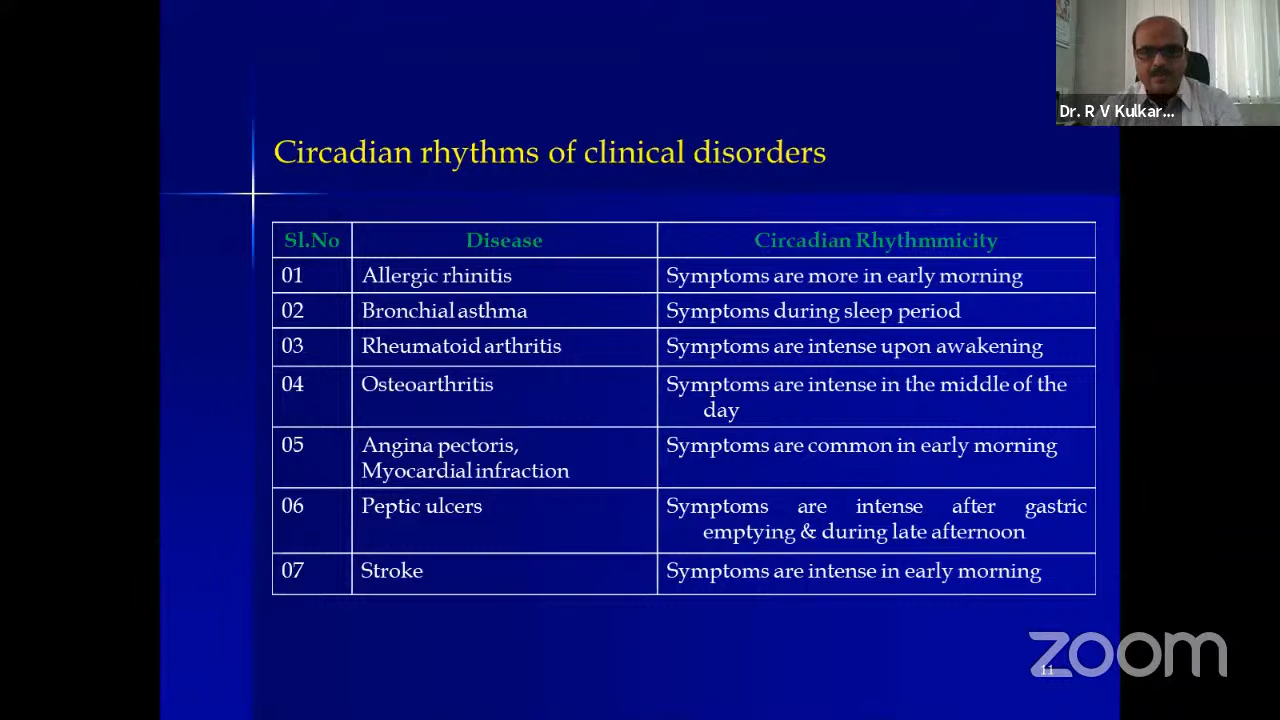 Dr. R V Kulkar...
Circadian rhythms of clinical disorders
Sl.No Disease Circadian Rhythmmicity
01 Allergic rhinitis Symptoms are more in early morning
02 Bronchial asthma Symptoms during sleep period
03 Rheumatoid arthritis Symptoms are intense upon awakening
04 Osteoarthritis Symptoms are intense in the middle of the
day
05 Angina pectoris, Symptoms are common in early morning
Myocardial infraction
06 Peptic ulcers Symptoms are intense after gastric
emptying & during late afternoon
07 Stroke Symptoms are intense in early morning
zoom
11